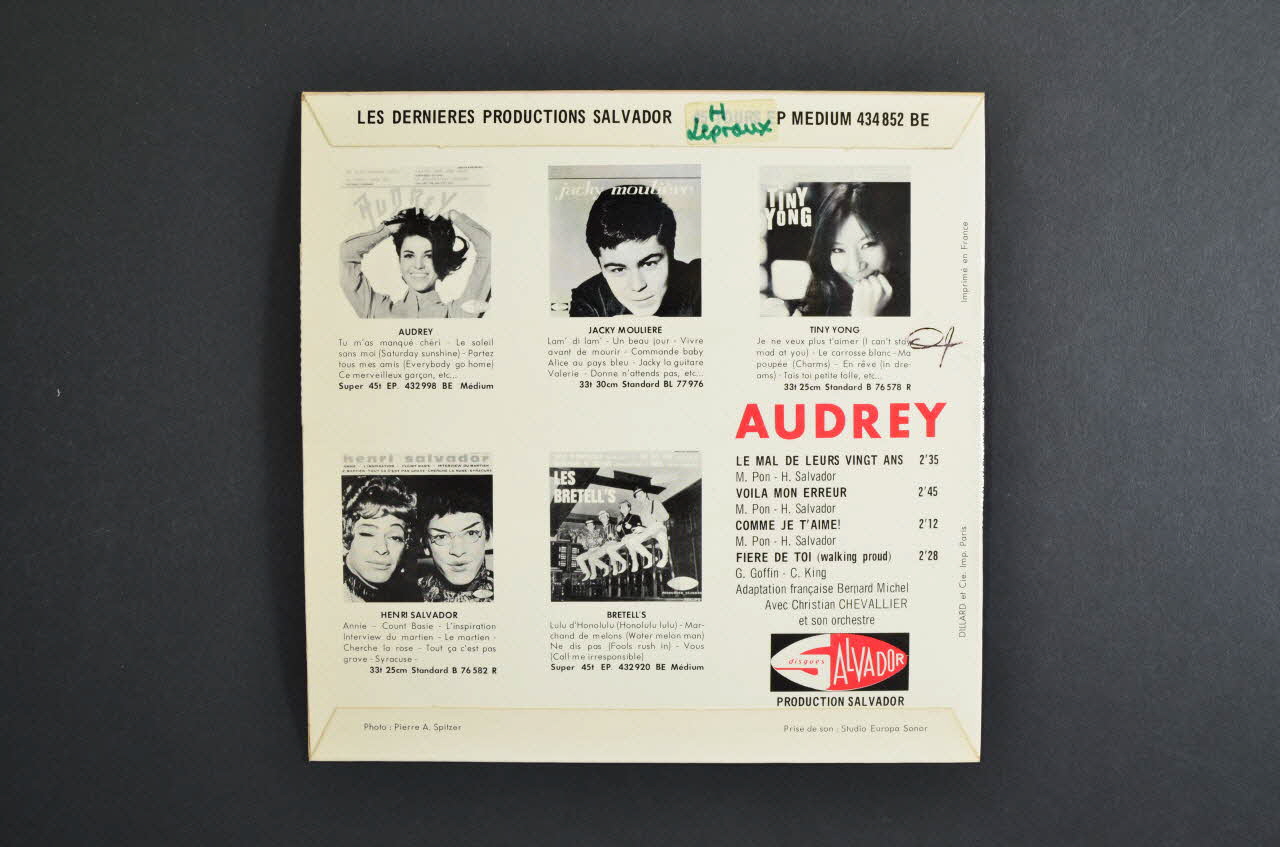 LES DERNIERES PRODUCTIONS SALVADOR
H
Lepraux
P MEDIUM 434 852 BE
AUDREY
AUDREY
Tu m'as manqué chéri - Le soleil
sans moi (Saturday sunshine) - Partez
tous mes amis (Everybody go home)
Ce merveilleux garçon, etc...
Super 45t EP. 432 998 BE Médium
jacky moulière
JACKY MOULIERE
Lam' di lam' - Un beau jour - Vivre
avant de mourir - Commande baby
Alice au pays bleu - Jacky la guitare
Valerie - Donne n'attends pas, etc...
33t 30cm Standard BL 77 976
TINY
YONG
TINY YONG
Je ne veux plus t'aimer (I can't stay
mad at you) - Le carrosse blanc - Ma
poupée (Charms) - En rêve (in dre-
ams) - Tais toi petite folle, etc...
33t 25cm Standard B 76 578 R
Imprimé en France
henri salvador
HENRI SALVADOR
Annie - Count Basie - L'inspiration
Interview du martien - Le martien -
Cherche la rose - Tout ça c'est pas
grave - Syracuse -
33t 25cm Standard B 76 582 R
LES
BRETELL'S
BRETELL'S
Lulu d'Honolulu (Honolulu lulu) - Mar-
chand de melons (Water melon man)
Ne dis pas (Fools rush in) - Vous
(Call me irresponsible)
Super 45t EP. 432 920 BE Médium
AUDREY
LE MAL DE LEURS VINGT ANS 2'35
M. Pon - H. Salvador
VOILA MON ERREUR 2'45
M. Pon - H. Salvador
COMME JE T'AIME! 2'12
M. Pon - H. Salvador
FIERE DE TOI (walking proud) 2'28
G. Goffin - C. King
Adaptation française Bernard Michel
Avec Christian CHEVALLIER
et son orchestre
disques SALVADOR
PRODUCTION SALVADOR
DILLARD et Cie. Imp. Paris
Photo : Pierre A. Spitzer
Prise de son : Studio Europa Sonor